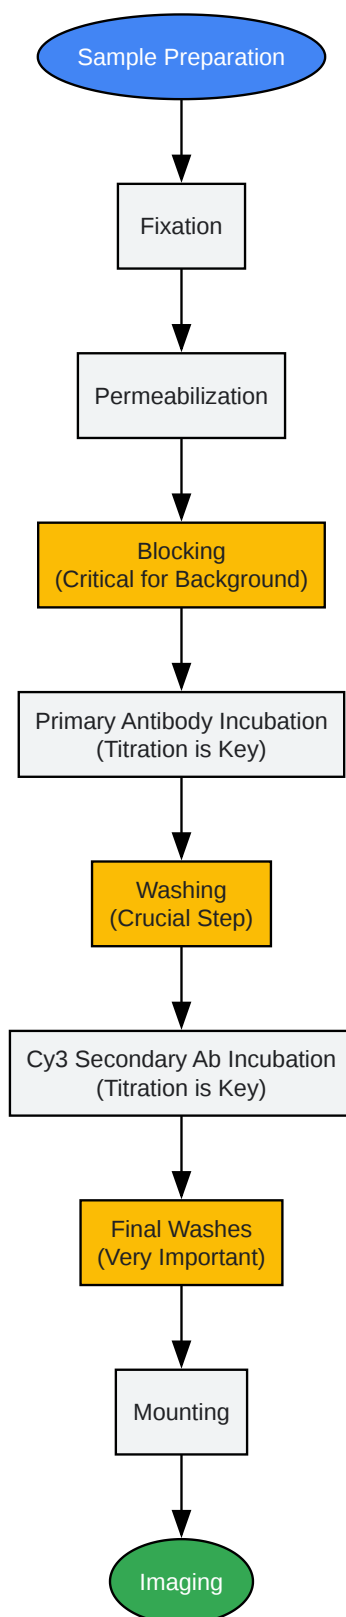 Sample Preparation
Fixation
Permeabilization
Blocking
(Critical for Background)
Primary Antibody Incubation
(Titration is Key)
Washing
(Crucial Step)
Cy3 Secondary Ab Incubation
(Titration is Key)
Final Washes
(Very Important)
Mounting
Imaging